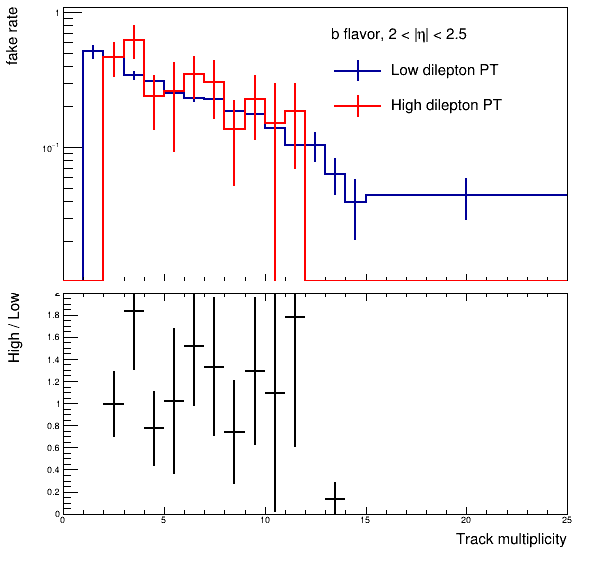 fake rate
1
10⁻¹
b flavor, 2 < |η| < 2.5
Low dilepton PT
High dilepton PT
High / Low
2
1.8
1.6
1.4
1.2
1
0.8
0.6
0.4
0.2
0
0 5 10 15 20 25
Track multiplicity